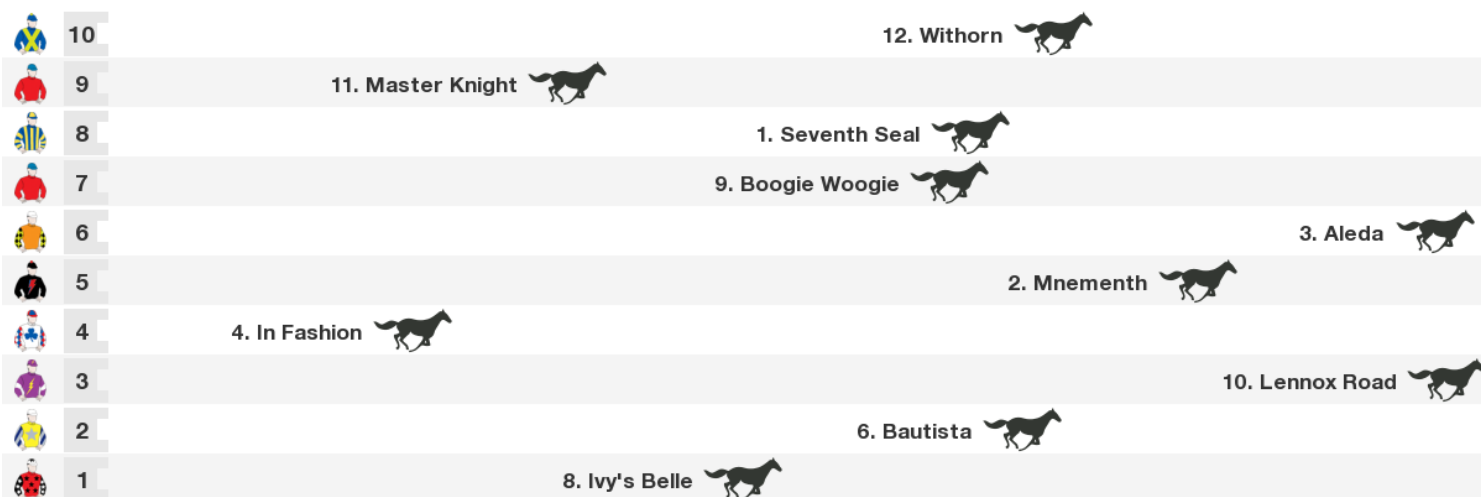 10 12. Withorn
9 11. Master Knight
8 1. Seventh Seal
7 9. Boogie Woogie
6 3. Aleda
5 2. Mnementh
4 4. In Fashion
3 10. Lennox Road
2 6. Bautista
1 8. Ivy's Belle